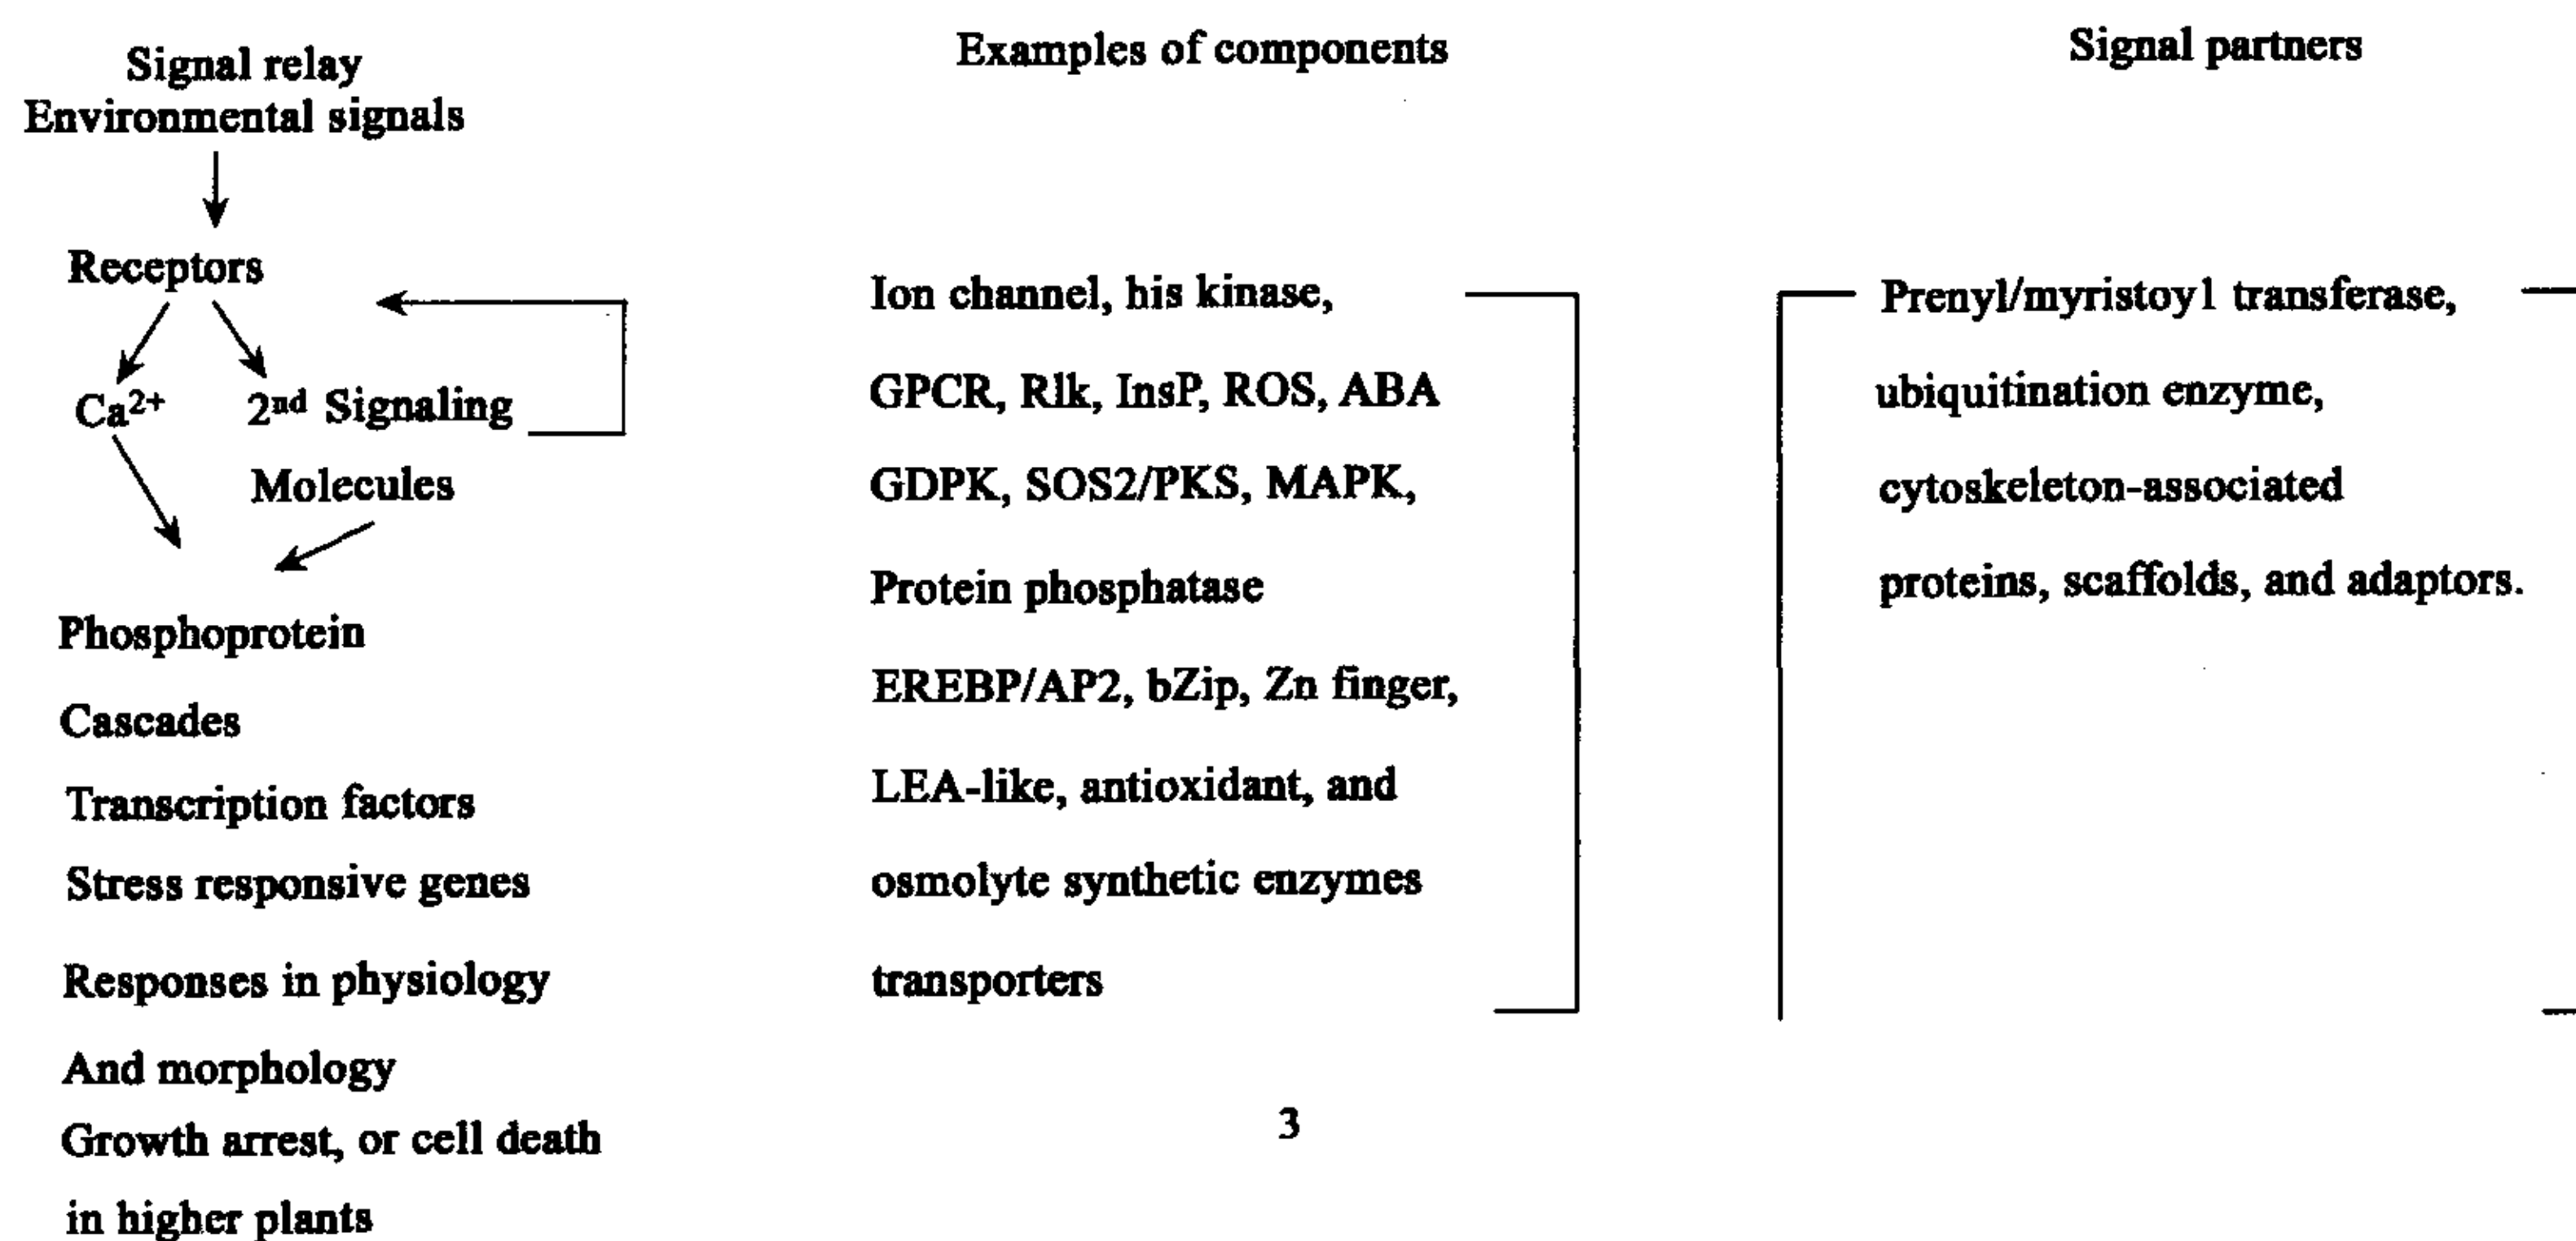 Signal relay
Environmental signals
Receptors
Ca2+ 2nd Signaling
Molecules
Phosphoprotein
Cascades
Transcription factors
Stress responsive genes
Responses in physiology
And morphology
Growth arrest, or cell death
in higher plants
Examples of components
Ion channel, his kinase,
GPCR, Rlk, InsP, ROS, ABA
GDPK, SOS2/PKS, MAPK,
Protein phosphatase
EREBP/AP2, bZip, Zn finger,
LEA-like, antioxidant, and
osmolyte synthetic enzymes
transporters
3
Signal partners
Prenyl/myristoyl transferase,
ubiquitination enzyme,
cytoskeleton-associated
proteins, scaffolds, and adaptors.